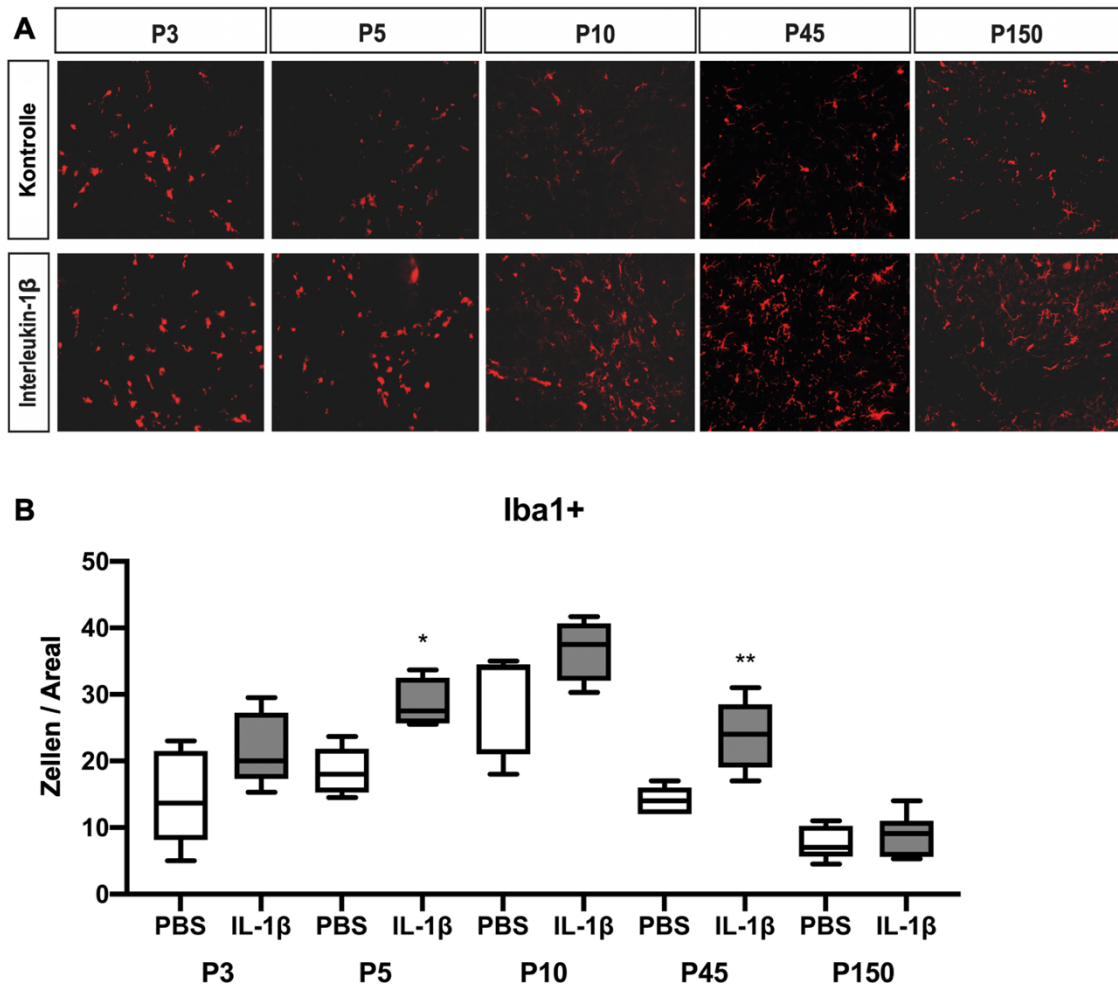 A
P3 P5 P10 P45 P150
Kontrolle
Interleukin-1β
B
Iba1+
Zellen / Areal
50
40
30
20
10
0
*
**
PBS IL-1β PBS IL-1β PBS IL-1β PBS IL-1β PBS IL-1β
P3 P5 P10 P45 P150